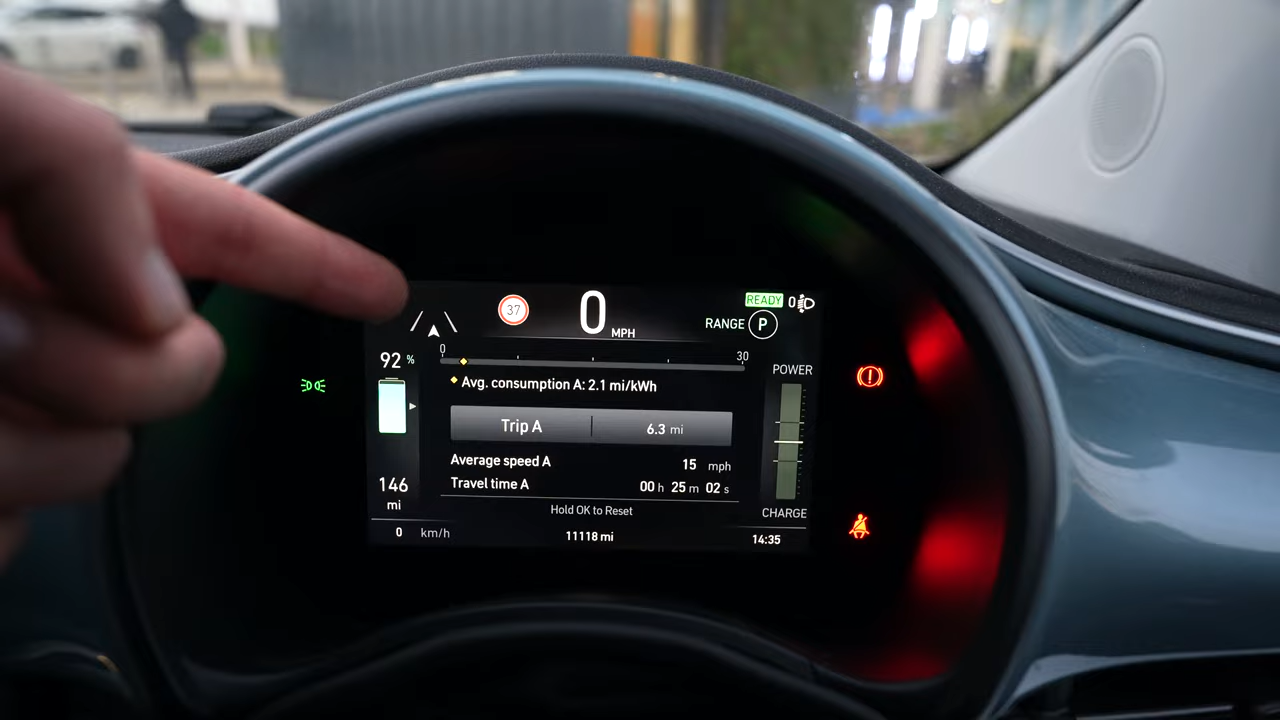 37
0 MPH
READY 0
RANGE P
92 %
0 30
Avg. consumption A: 2.1 mi/kWh
POWER
Trip A 6.3 mi
Average speed A 15 mph
Travel time A 00 h 25 m 02 s
146 mi
Hold OK to Reset
CHARGE
0 km/h
11118 mi
14:35